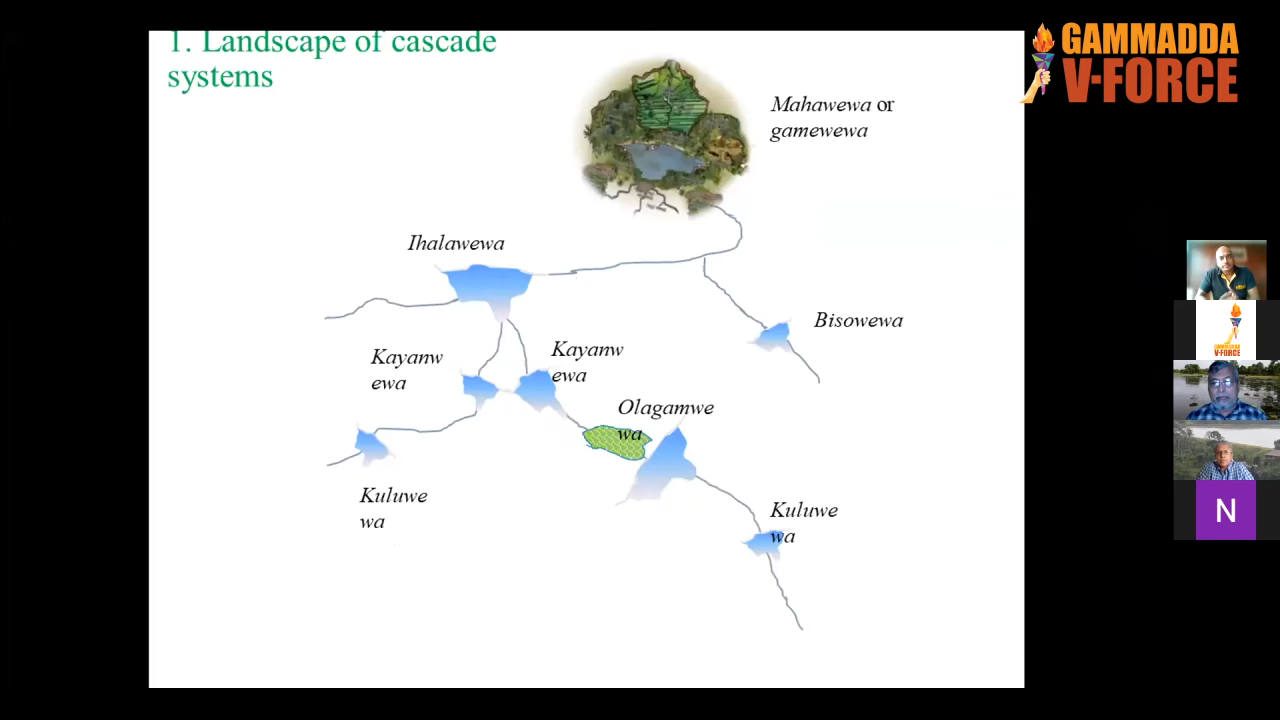 1. Landscape of cascade
systems
GAMMADDA
V-FORCE
Mahawewa or
gamewewa
Ihalawewa
Bisowewa
Kayanw
ewa
Kayanw
ewa
Olagamwe
wa
Kuluwe
wa
Kuluwe
wa
GAMMADDA
V-FORCE
N